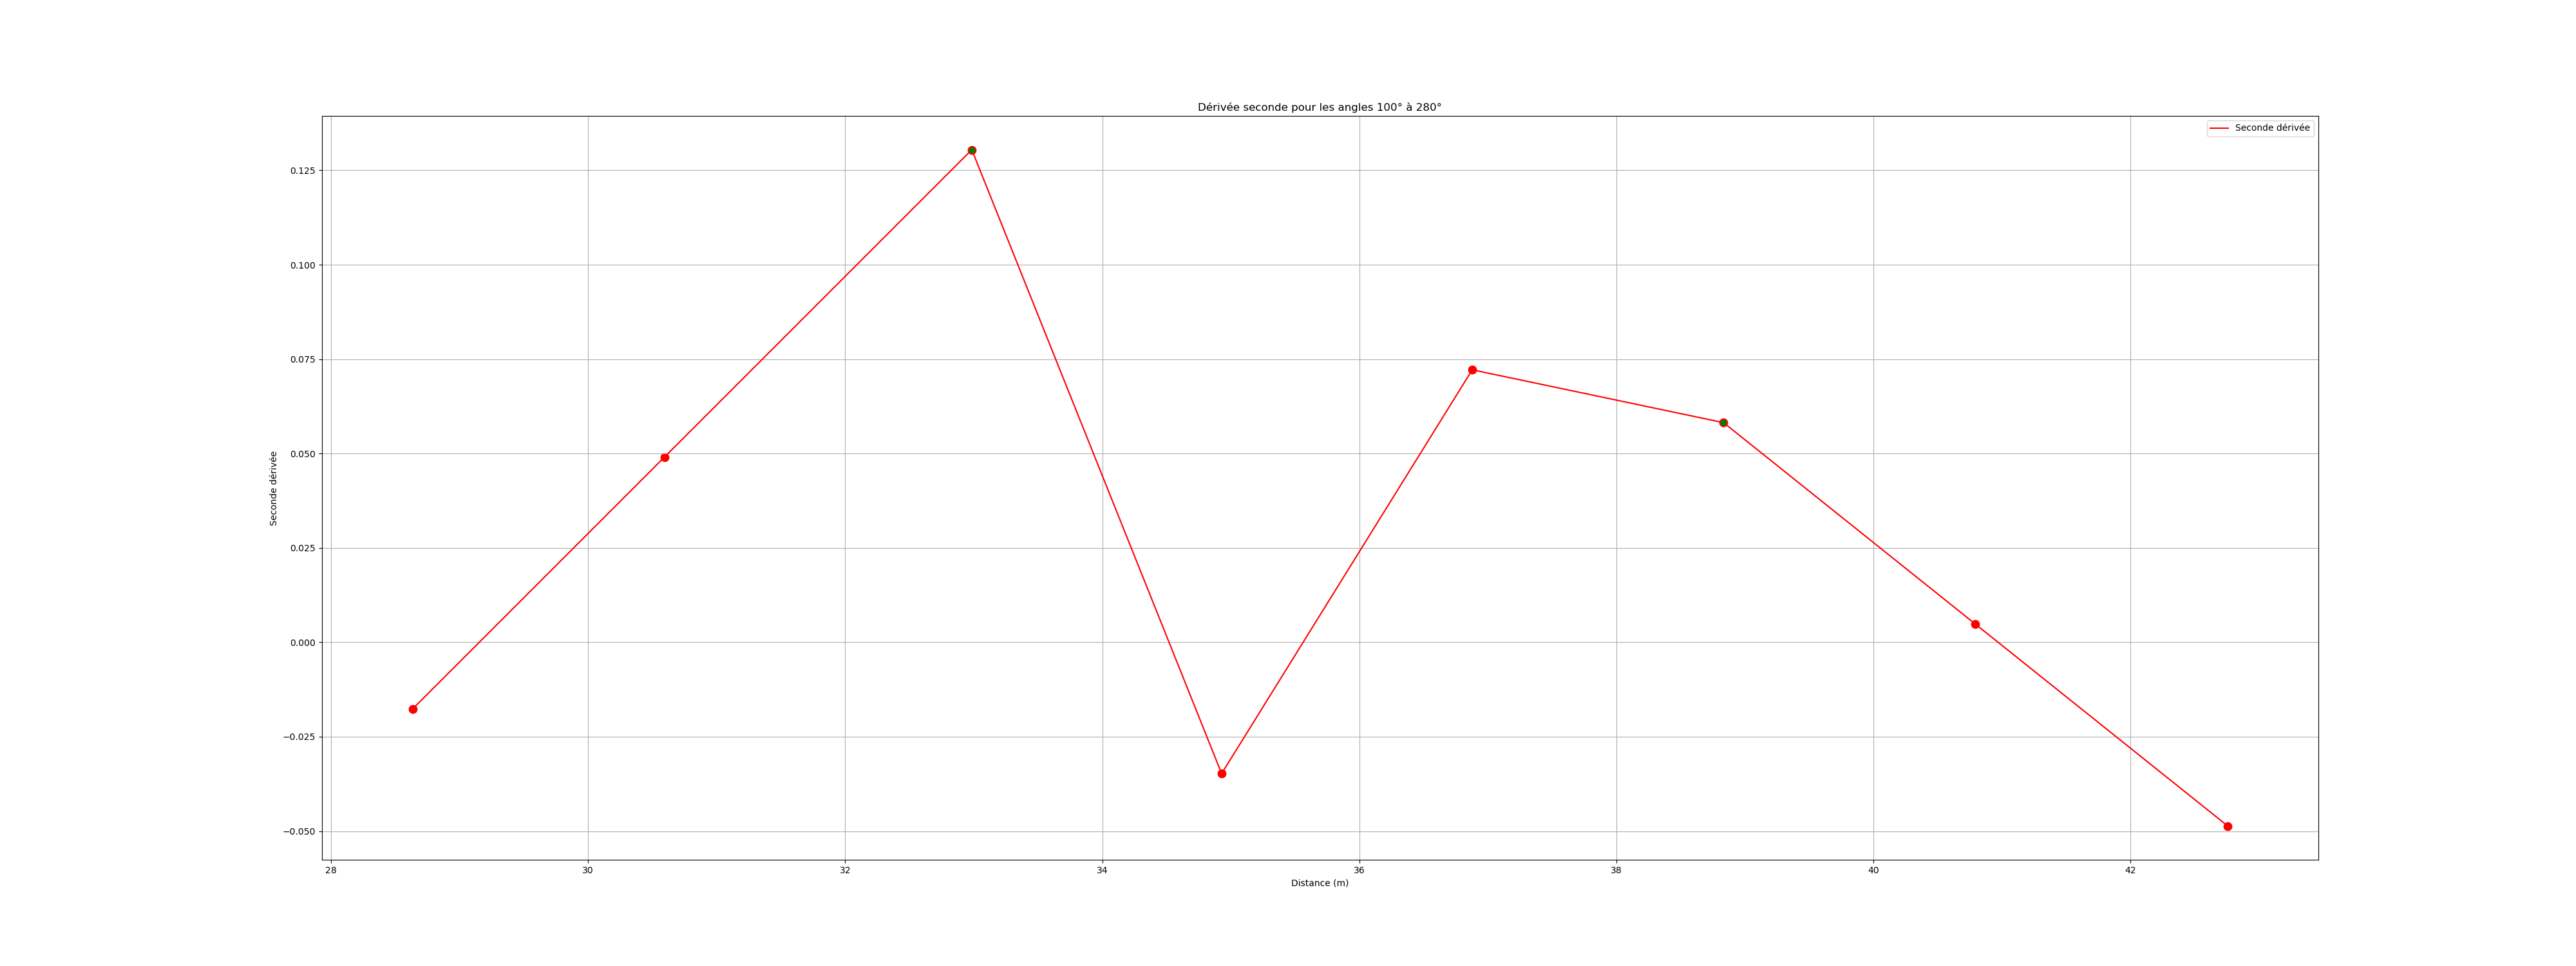 Dérivée seconde pour les angles 100° à 280°
Seconde dérivée
0.125
0.100
0.075
0.050
0.025
0.000
−0.025
−0.050
Seconde dérivée
28 30 32 34 36 38 40 42
Distance (m)